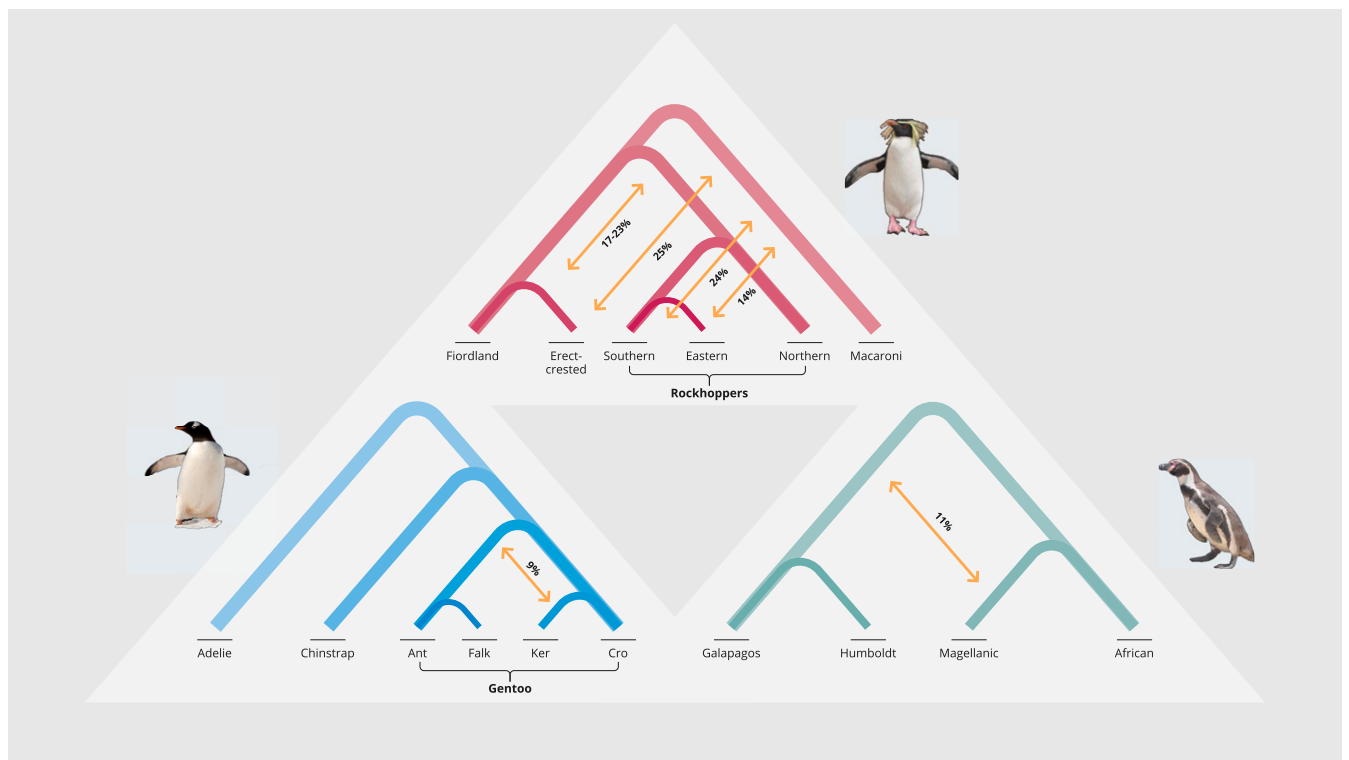 17-23%
25%
24%
14%
Fiordland
Erect-
crested
Southern
Eastern
Northern
Macaroni
Rockhoppers
9%
11%
Adelie
Chinstrap
Ant
Falk
Ker
Cro
Gentoo
Galapagos
Humboldt
Magellanic
African